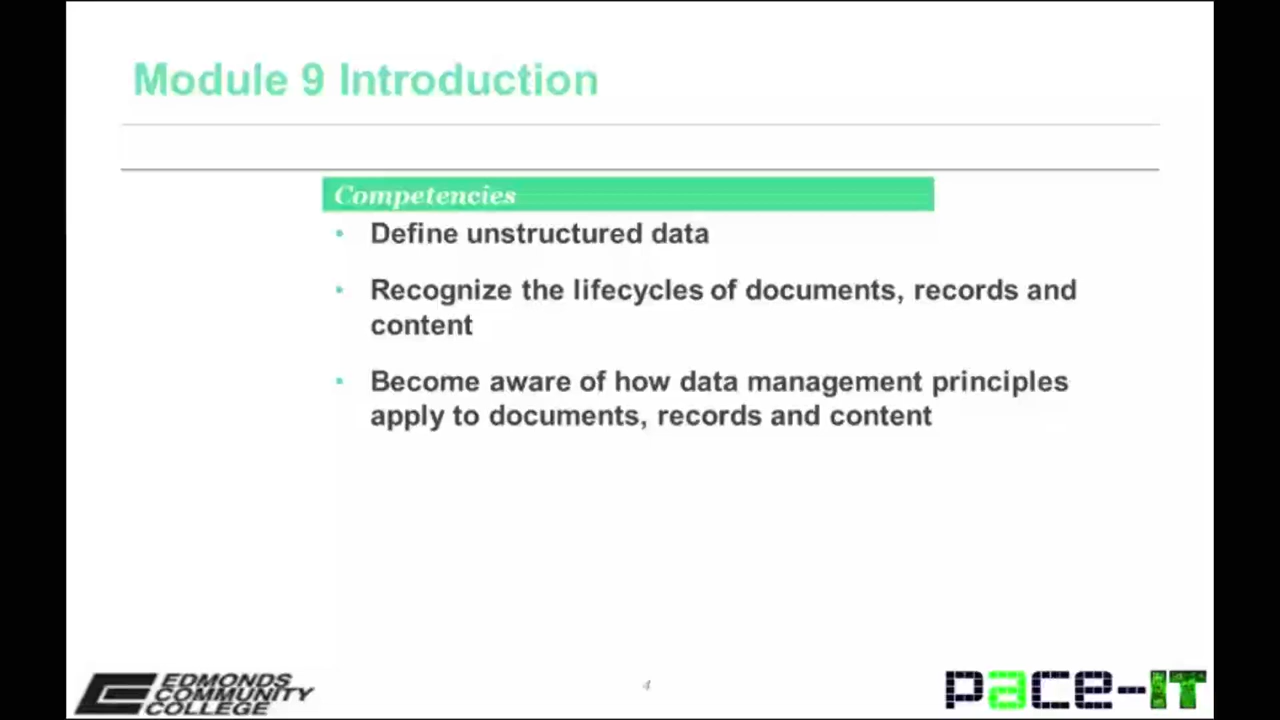 Module 9 Introduction
Competencies
• Define unstructured data
• Recognize the lifecycles of documents, records and
content
• Become aware of how data management principles
apply to documents, records and content
EDMONDS
COMMUNITY
COLLEGE
4
pace-IT